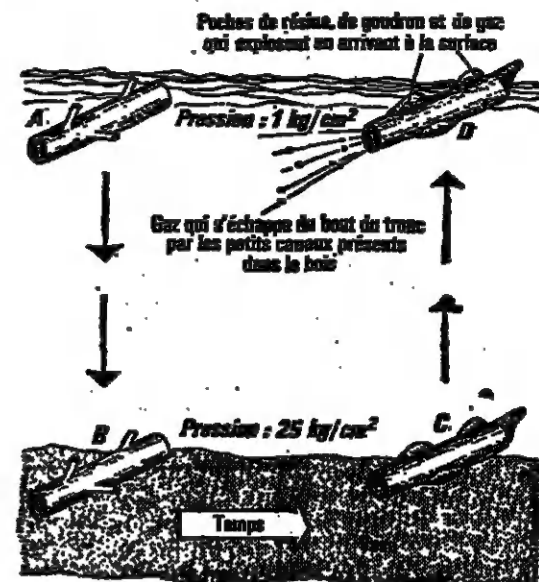 Poches de résine, de goudron et de gaz
qui explosent en arrivant à la surface
A.
Pression : 1 kg/cm²
D
Gaz qui s'échappe du bout du tronc
par les petits canaux présents
dans le bois
B
Pression : 25 kg/cm²
C.
Temps